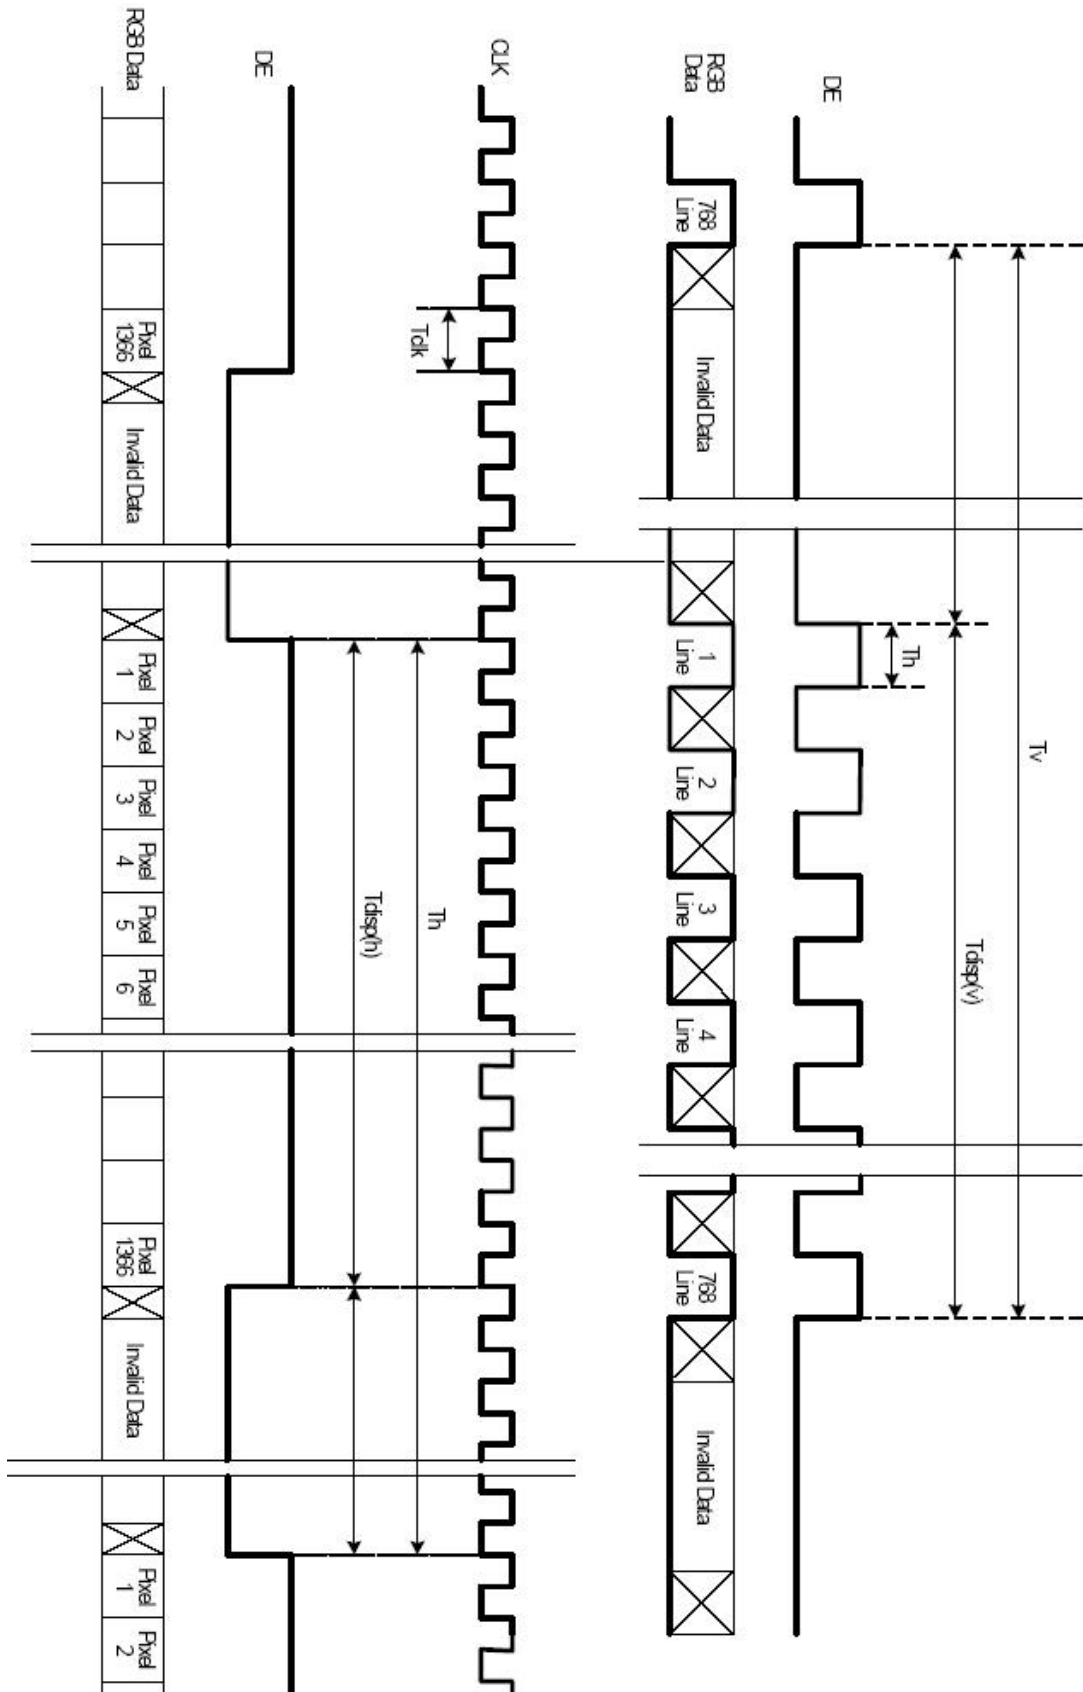 DE
RGB
Data
768
Line
Invalid Data
1
Line
2
Line
3
Line
4
Line
768
Line
Invalid Data
Th
Tv
Tdisp(v)
CLK
Tclk
Th
Tdisp(h)
DE
RGB Data
Pixel
1366
Invalid Data
Pixel
1
Pixel
2
Pixel
3
Pixel
4
Pixel
5
Pixel
6
Pixel
1366
Invalid Data
Pixel
1
Pixel
2